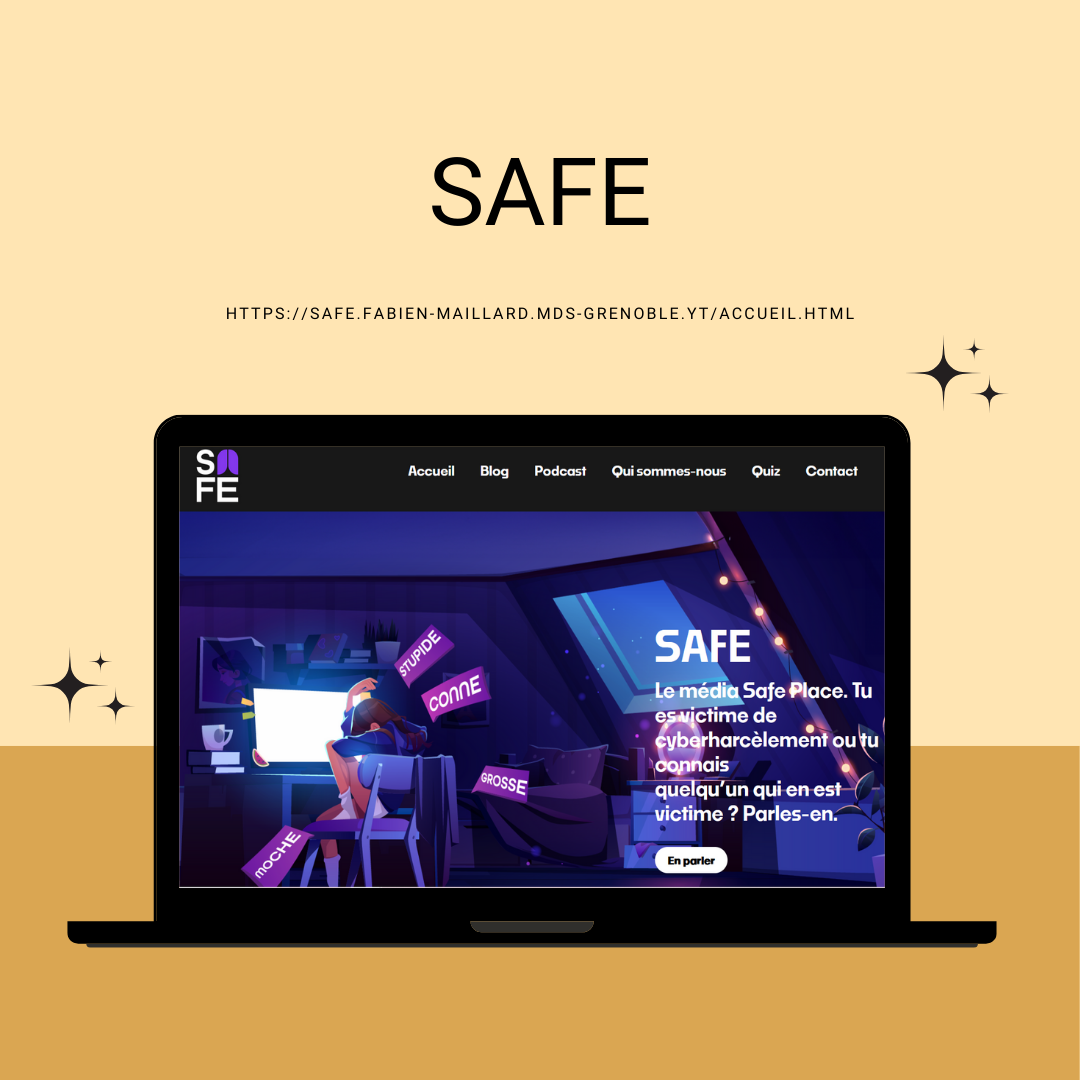 SAFE
HTTPS://SAFE.FABIEN-MAILLARD.MDS-GRENOBLE.YT/ACCUEIL.HTML
SA
FE
Accueil Blog Podcast Qui sommes-nous Quiz Contact
STUPIDE
CONNE
GROSSE
MOCHE
SAFE
Le média Safe Place. Tu
es victime de
cyberharcèlement ou tu
connais
quelqu'un qui en est
victime ? Parles-en.
En parler